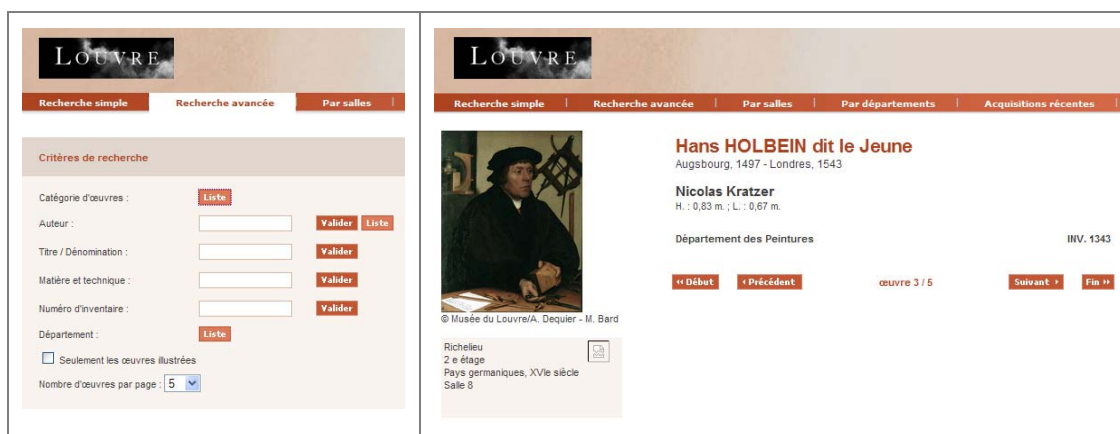 LOUVRE
Recherche simple Recherche avancée Par salles
Critères de recherche
Catégorie d'œuvres : Liste
Auteur : Valider Liste
Titre / Dénomination : Valider
Matière et technique : Valider
Numéro d'inventaire : Valider
Département : Liste
Seulement les œuvres illustrées
Nombre d'œuvres par page : 5
LOUVRE
Recherche simple Recherche avancée Par salles Par départements Acquisitions récentes
Hans HOLBEIN dit le Jeune
Augsbourg, 1497 - Londres, 1543
Nicolas Kratzer
H. : 0,83 m. ; L. : 0,67 m.
Département des Peintures INV. 1343
Début Précédent œuvre 3 / 5 Suivant Fin
© Musée du Louvre/A. Dequier - M. Bard
Richelieu
2 e étage
Pays germaniques, XVIe siècle
Salle 8